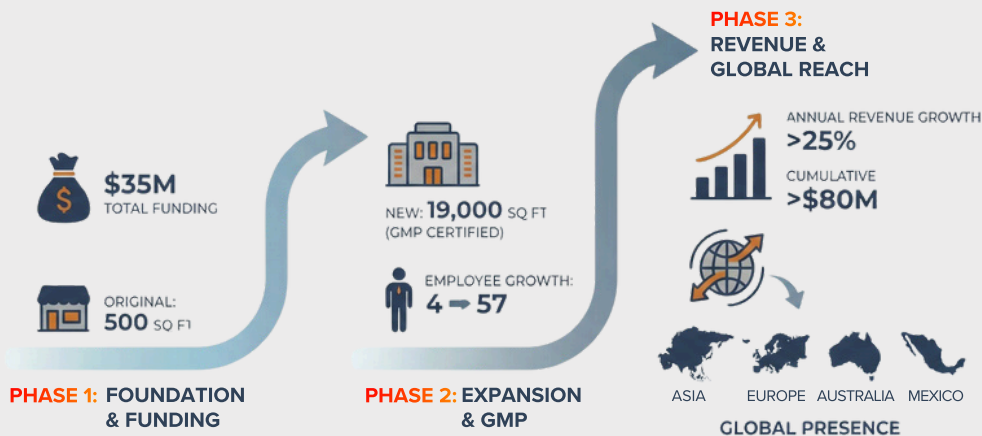 $35M
TOTAL FUNDING
ORIGINAL:
500 SQ FT
PHASE 1: FOUNDATION
& FUNDING
NEW: 19,000 SQ FT
(GMP CERTIFIED)
EMPLOYEE GROWTH:
4 ➡ 57
PHASE 2: EXPANSION
& GMP
PHASE 3:
REVENUE &
GLOBAL REACH
ANNUAL REVENUE GROWTH:
>25%
CUMULATIVE
>$80M
ASIA EUROPE AUSTRALIA MEXICO
GLOBAL PRESENCE